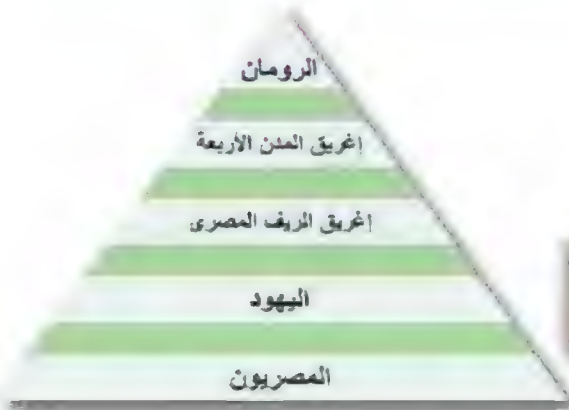 الرومان
إغريق المدن الأربعة
إغريق الريف المصرى
اليهود
المصريون